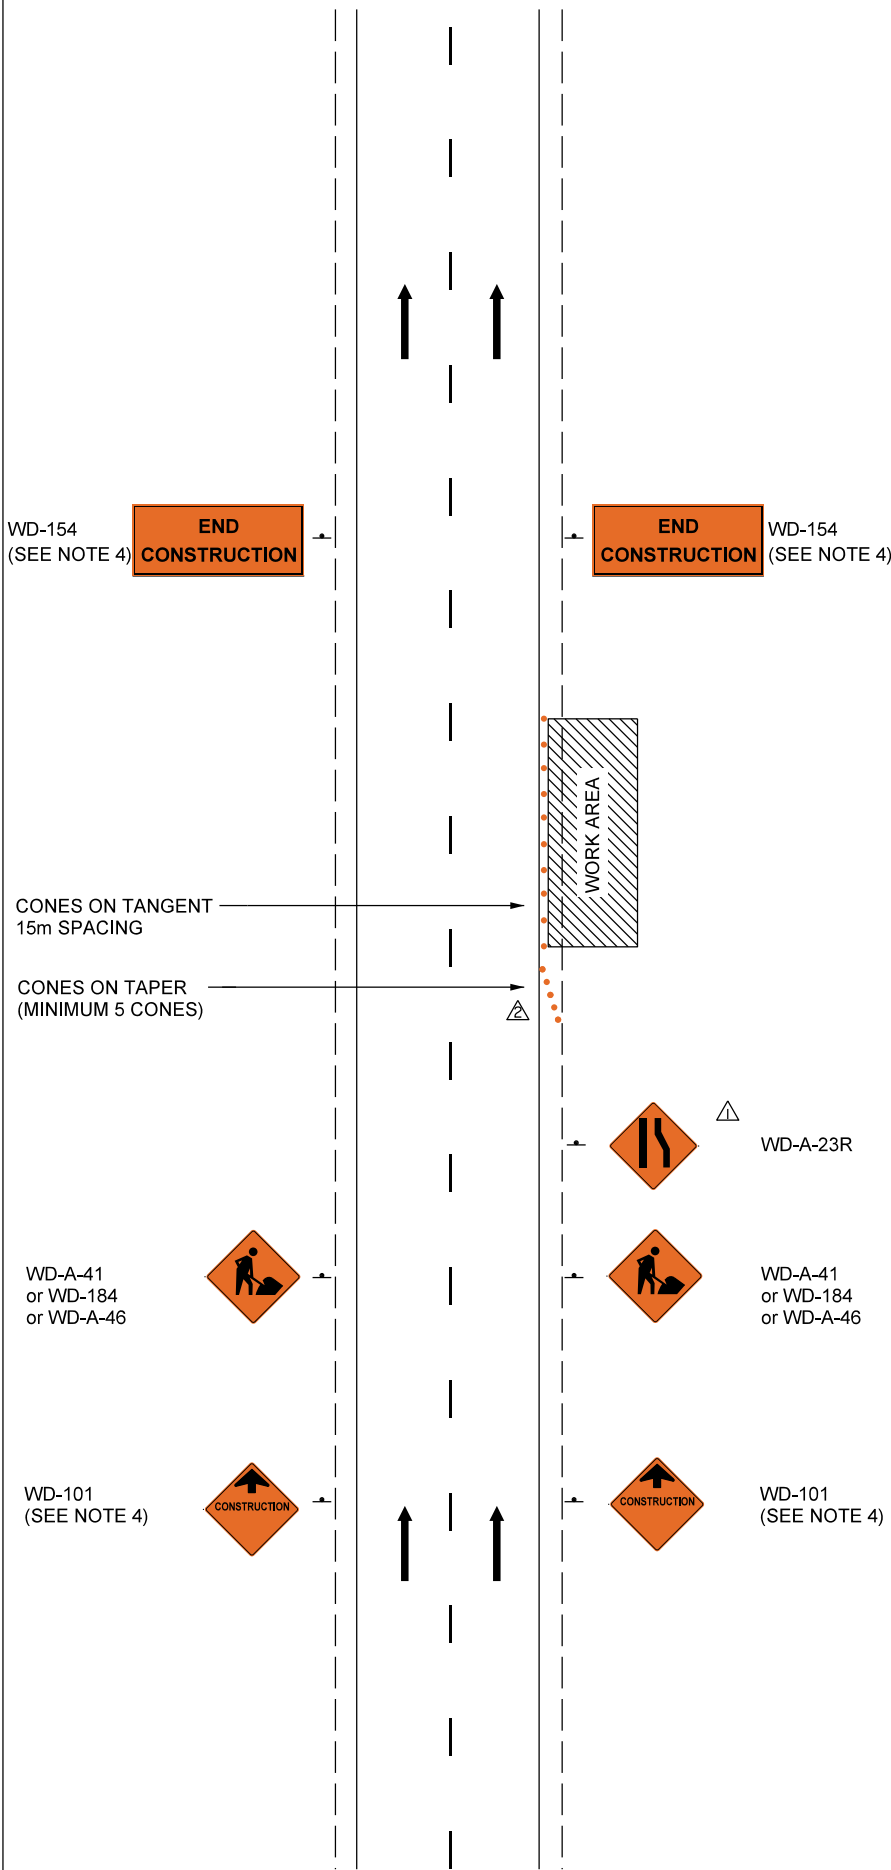 WD-154
(SEE NOTE 4)
END
CONSTRUCTION
END
CONSTRUCTION
WD-154
(SEE NOTE 4)
WORK AREA
CONES ON TANGENT
15m SPACING
CONES ON TAPER
(MINIMUM 5 CONES)
2
1
WD-A-23R
WD-A-41
or WD-184
or WD-A-46
WD-A-41
or WD-184
or WD-A-46
WD-101
(SEE NOTE 4)
CONSTRUCTION
CONSTRUCTION
WD-101
(SEE NOTE 4)